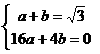 a + b = √3
16a + 4b = 0